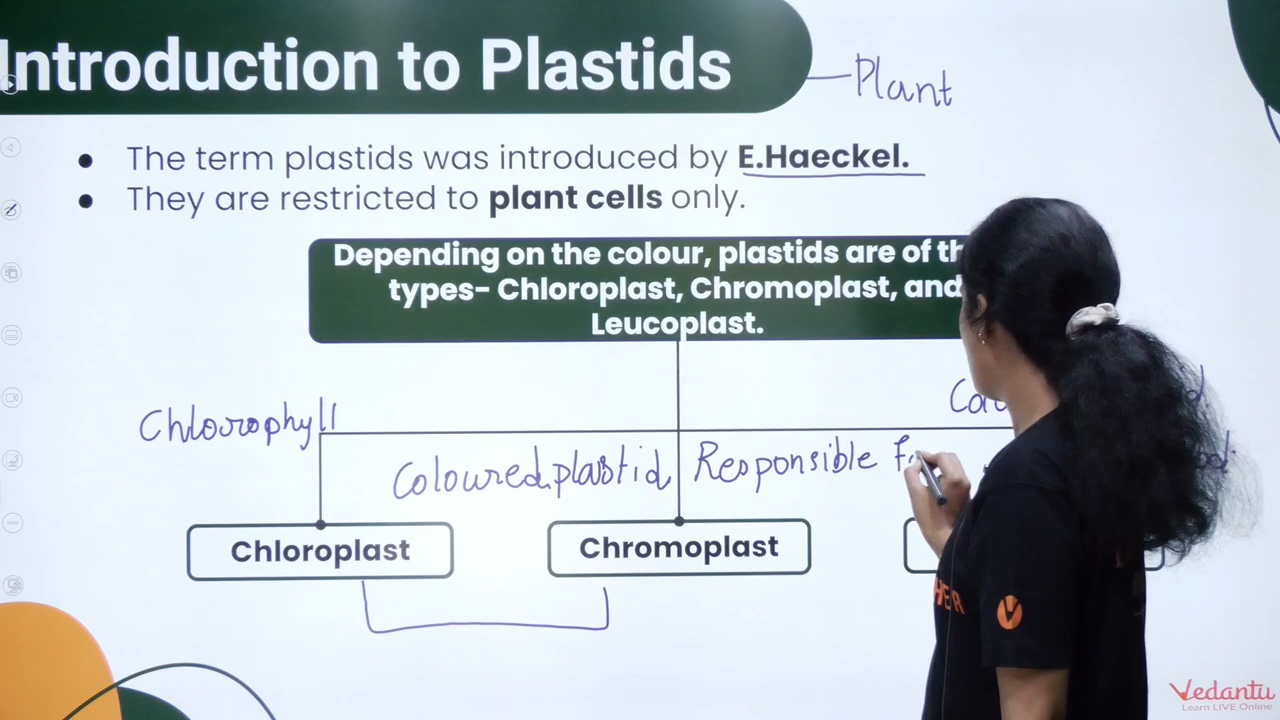 Introduction to Plastids
Plant
The term plastids was introduced by E.Haeckel.
They are restricted to plant cells only.
Depending on the colour, plastids are of
types- Chloroplast, Chromoplast, and
Leucoplast.
Chlorophyll
Coloured plastid
Responsible
Chloroplast
Chromoplast
Vedantu
Learn LIVE Online